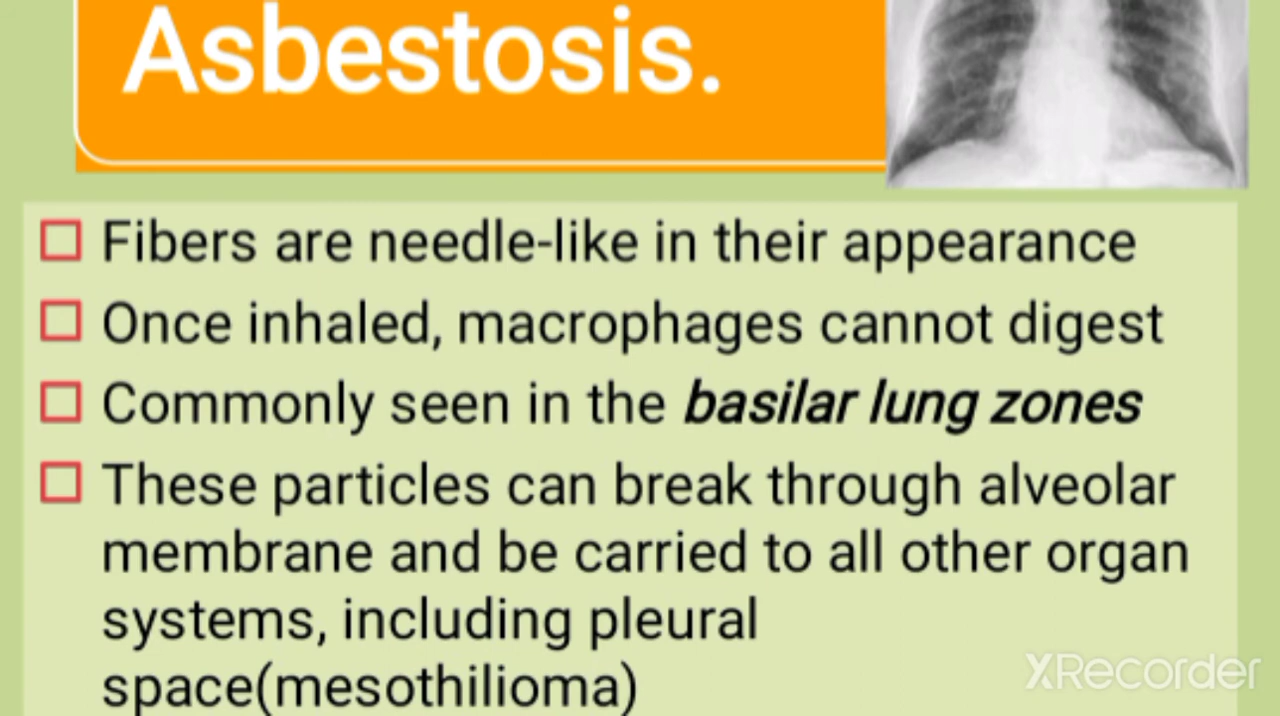 Asbestosis.
Fibers are needle-like in their appearance
Once inhaled, macrophages cannot digest
Commonly seen in the basilar lung zones
These particles can break through alveolar
membrane and be carried to all other organ
systems, including pleural
space(mesothilioma)
XRecorder